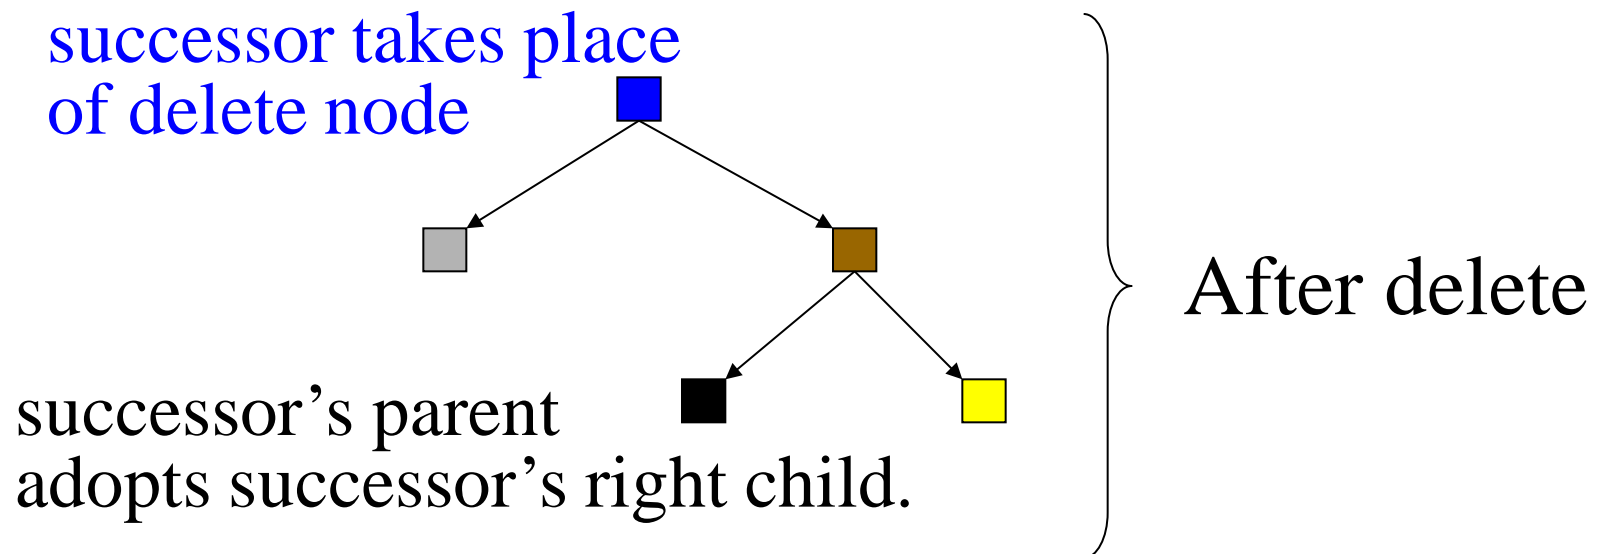 successor takes place
of delete node
After delete
successor’s parent
adopts successor’s right child.